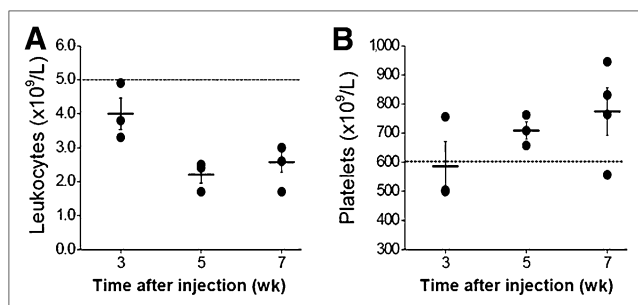 A
Leukocytes (x10⁹/L)
6.0
5.0
4.0
3.0
2.0
1.0
0.0
3 5 7
Time after injection (wk)
B
Platelets (x10⁹/L)
1,000
900
800
700
600
500
400
300
3 5 7
Time after injection (wk)